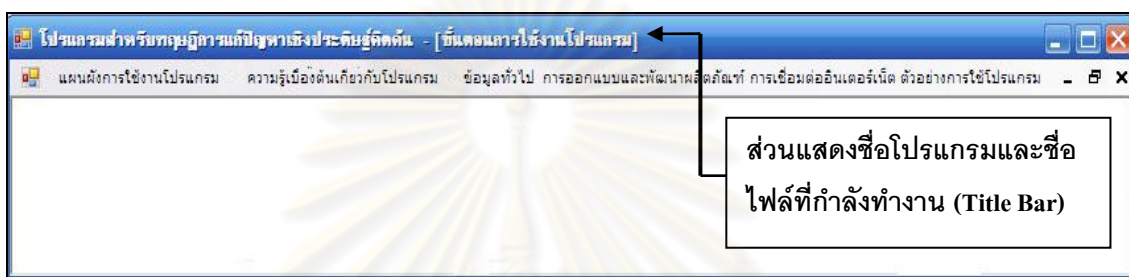 โปรแกรมสำหรับทฤษฎีการแก้ปัญหาเชิงประดิษฐ์คิดค้น - [ขั้นตอนการใช้งานโปรแกรม]
แผนผังการใช้งานโปรแกรม ความรู้เบื้องต้นเกี่ยวกับโปรแกรม ข้อมูลทั่วไป การออกแบบและพัฒนาผลิตภัณฑ์ การเชื่อมต่ออินเตอร์เน็ต ตัวอย่างการใช้โปรแกรม
ส่วนแสดงชื่อโปรแกรมและชื่อ
ไฟล์ที่กำลังทำงาน (Title Bar)